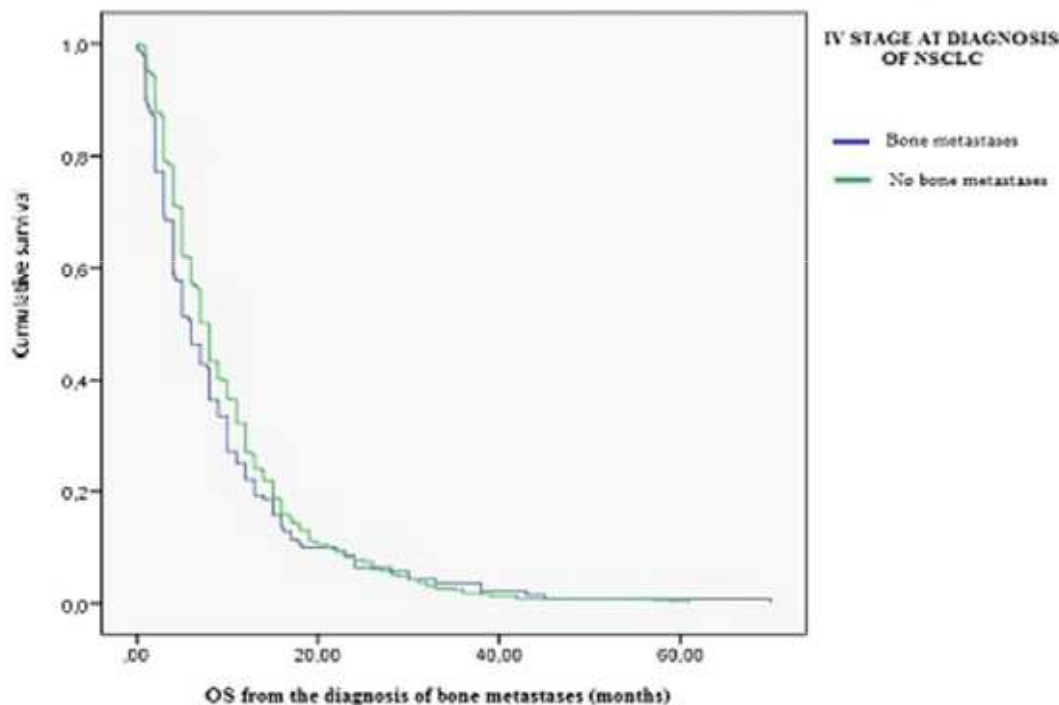 IV STAGE AT DIAGNOSIS
OF NSCLC
Bone metastases
No bone metastases
Cumulative survival
1,0
0,8
0,6
0,4
0,2
0,0
,00
20,00
40,00
60,00
OS from the diagnosis of bone metastases (months)